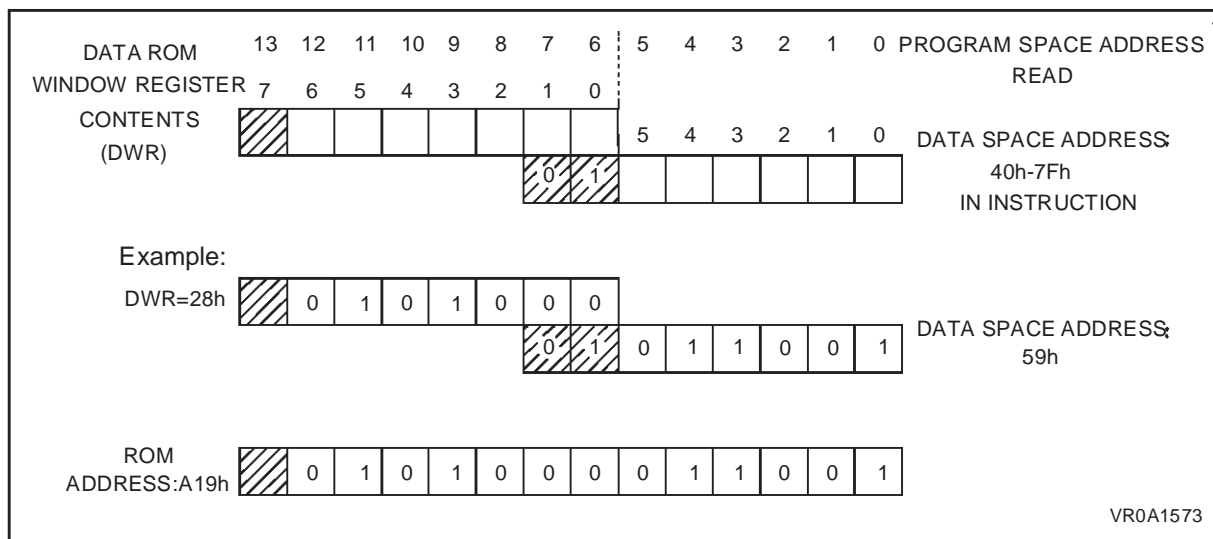 DATA ROM 13 12 11 10 9 8 7 6 5 4 3 2 1 0 PROGRAM SPACE ADDRESS
WINDOW REGISTER 7 6 5 4 3 2 1 0 READ
CONTENTS 5 4 3 2 1 0 DATA SPACE ADDRESS:
(DWR) 0 1 40h-7Fh
IN INSTRUCTION
Example:
DWR=28h 0 1 0 1 0 0 0
0 1 0 1 1 0 0 1 DATA SPACE ADDRESS:
59h
ROM
ADDRESS:A19h 0 1 0 1 0 0 0 0 1 1 0 0 1
VR0A1573